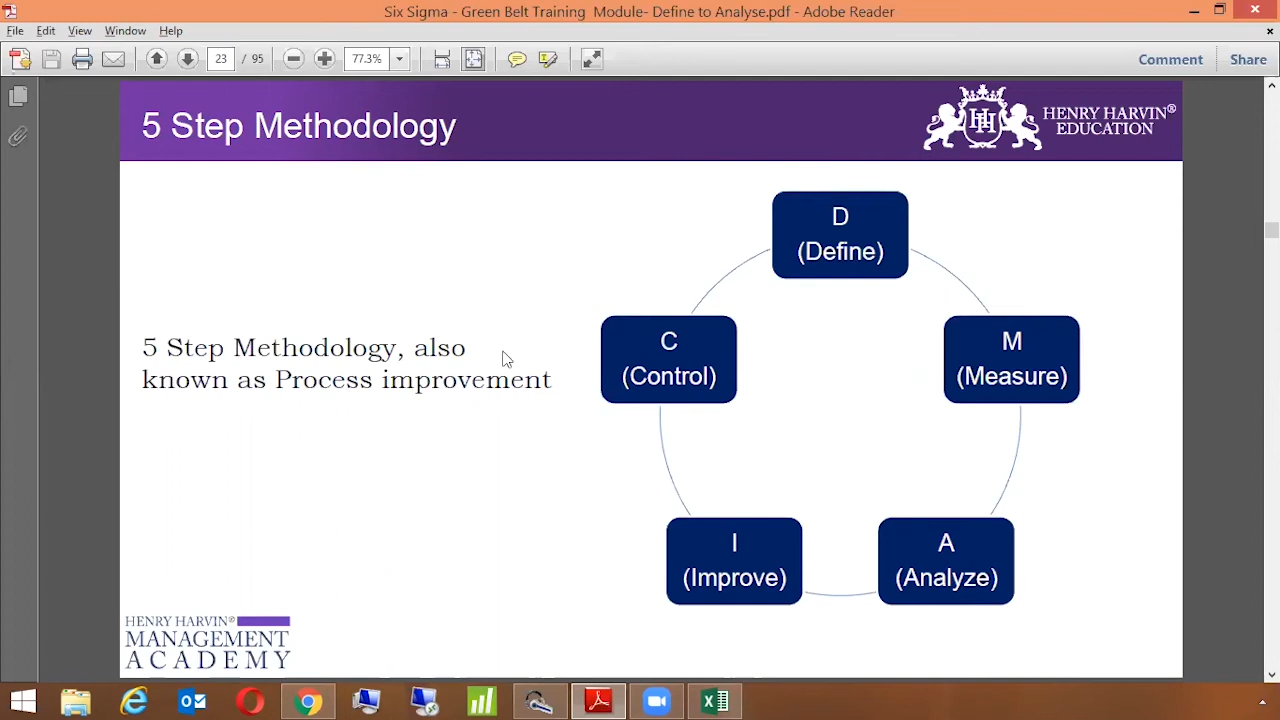 Six Sigma - Green Belt Training Module- Define to Analyse.pdf - Adobe Reader
File Edit View Window Help
23 / 95 77.3% Comment Share
5 Step Methodology
HENRY HARVIN®
EDUCATION
D
(Define)
C
(Control)
M
(Measure)
5 Step Methodology, also
known as Process improvement
I
(Improve)
A
(Analyze)
HENRY HARVIN®
MANAGEMENT
ACADEMY